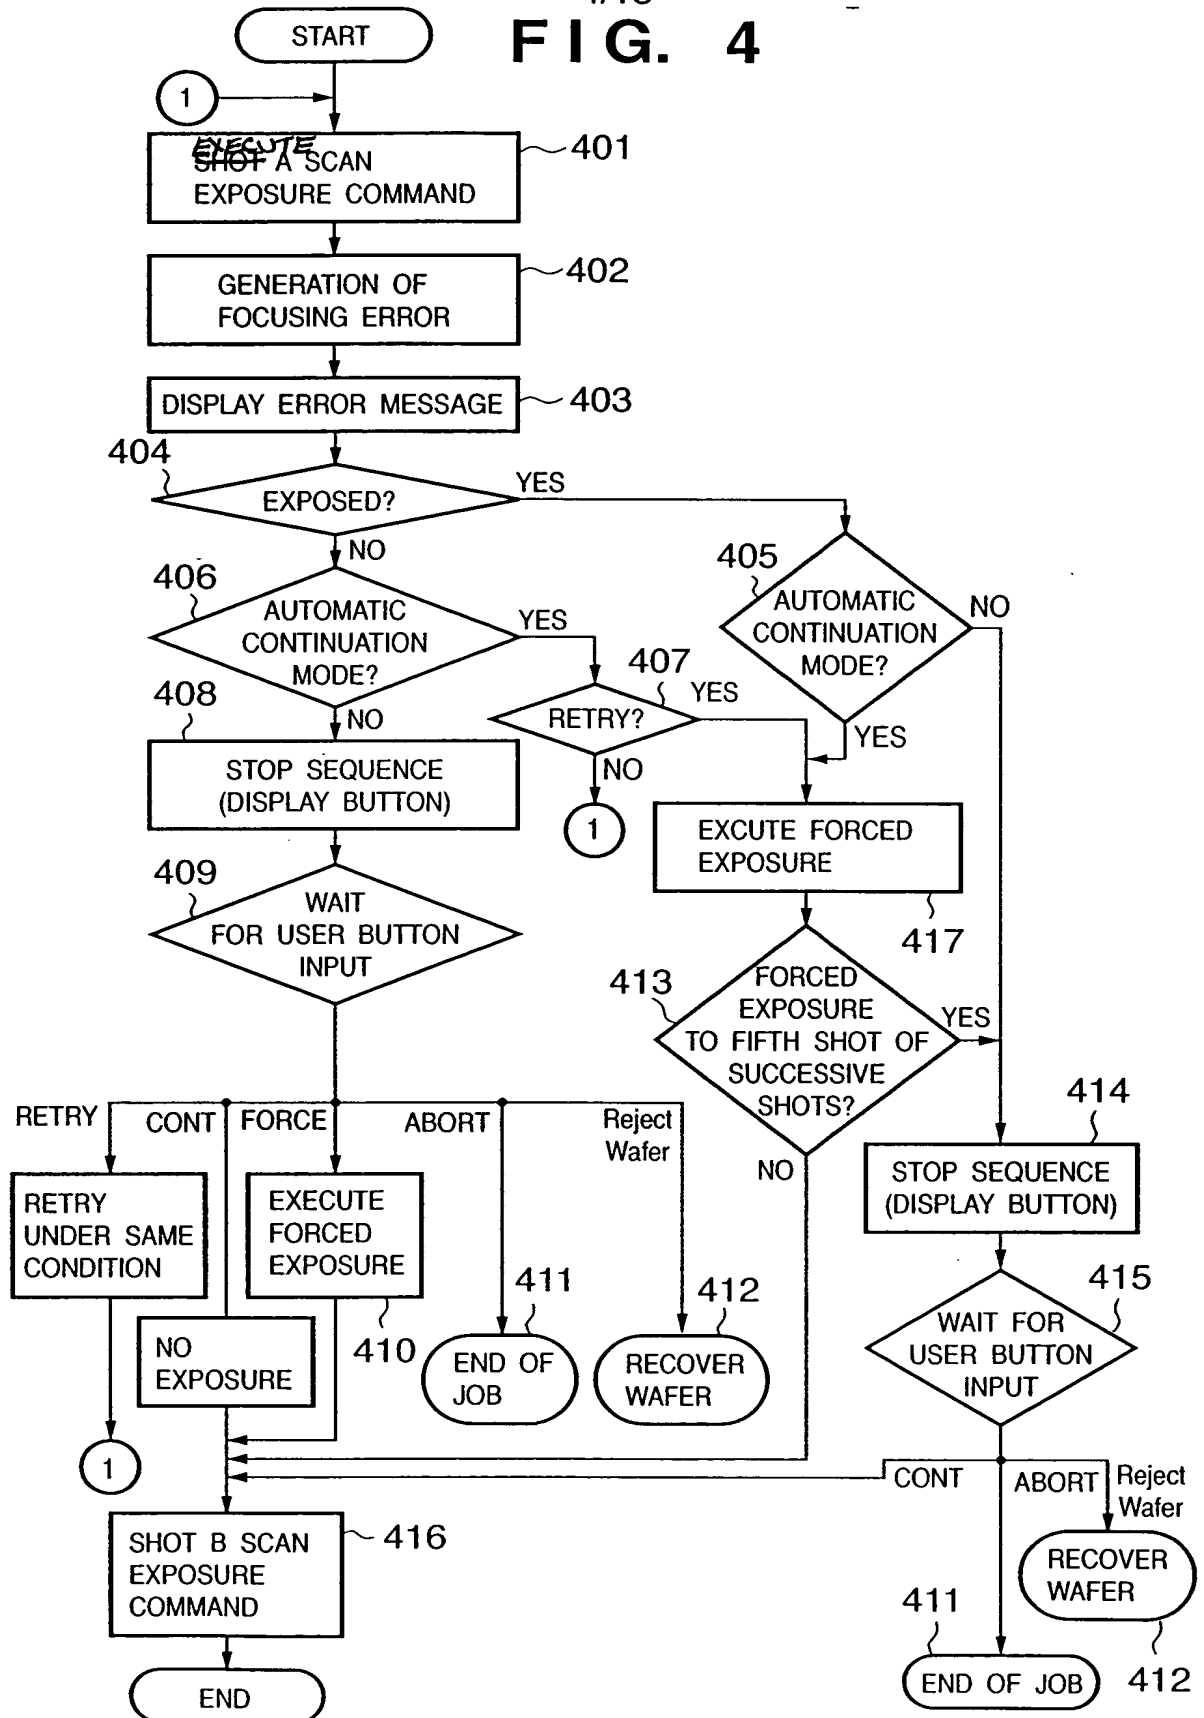 FIG. 4
START
1
EXECUTE
SHOT A SCAN
EXPOSURE COMMAND
401
GENERATION OF
FOCUSING ERROR
402
DISPLAY ERROR MESSAGE
403
404
EXPOSED?
YES
NO
405
AUTOMATIC
CONTINUATION
MODE?
NO
YES
406
AUTOMATIC
CONTINUATION
MODE?
YES
NO
407
RETRY?
YES
NO
1
408
STOP SEQUENCE
(DISPLAY BUTTON)
EXCUTE FORCED
EXPOSURE
417
409
WAIT
FOR USER BUTTON
INPUT
413
FORCED
EXPOSURE
TO FIFTH SHOT OF
SUCCESSIVE
SHOTS?
YES
NO
RETRY
CONT
FORCE
ABORT
Reject
Wafer
414
STOP SEQUENCE
(DISPLAY BUTTON)
RETRY
UNDER SAME
CONDITION
EXECUTE
FORCED
EXPOSURE
410
NO
EXPOSURE
411
END OF
JOB
412
RECOVER
WAFER
415
WAIT FOR
USER BUTTON
INPUT
1
CONT
ABORT
Reject
Wafer
SHOT B SCAN
EXPOSURE
COMMAND
416
RECOVER
WAFER
412
411
END OF JOB
END